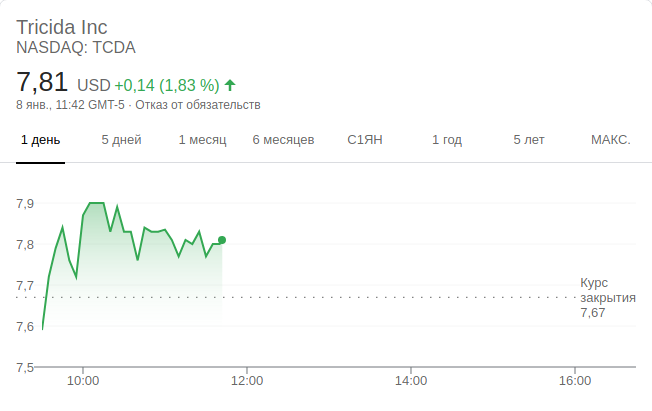 Tricida Inc
NASDAQ: TCDA
7,81 USD +0,14 (1,83 %)
8 янв., 11:42 GMT-5 · Отказ от обязательств
1 день 5 дней 1 месяц 6 месяцев С1ЯН 1 год 5 лет МАКС.
7,9
7,8
7,7
7,6
7,5
Курс
закрытия
7,67
10:00 12:00 14:00 16:00